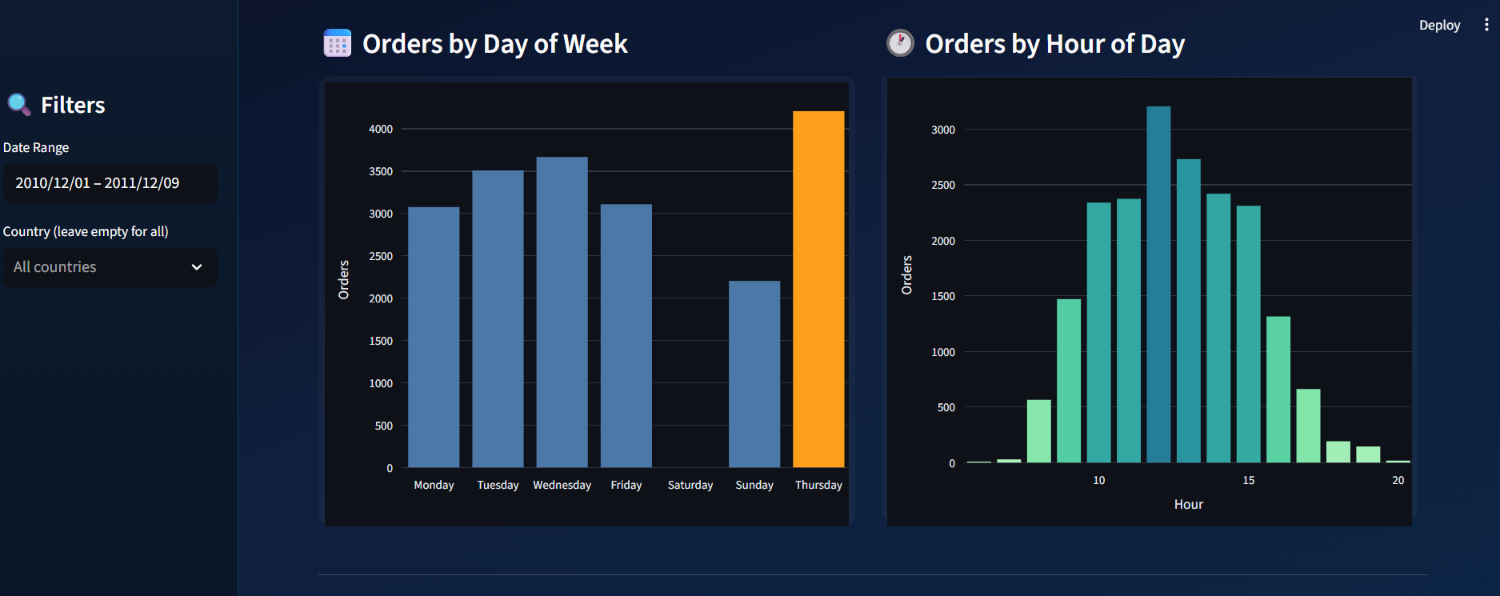 Deploy
Filters
Date Range
2010/12/01 – 2011/12/09
Country (leave empty for all)
All countries
Orders by Day of Week
4000
3500
3000
2500
2000
1500
1000
500
0
Orders
Monday Tuesday Wednesday Friday Saturday Sunday Thursday
Orders by Hour of Day
3000
2500
2000
1500
1000
500
0
Orders
10 15 20
Hour